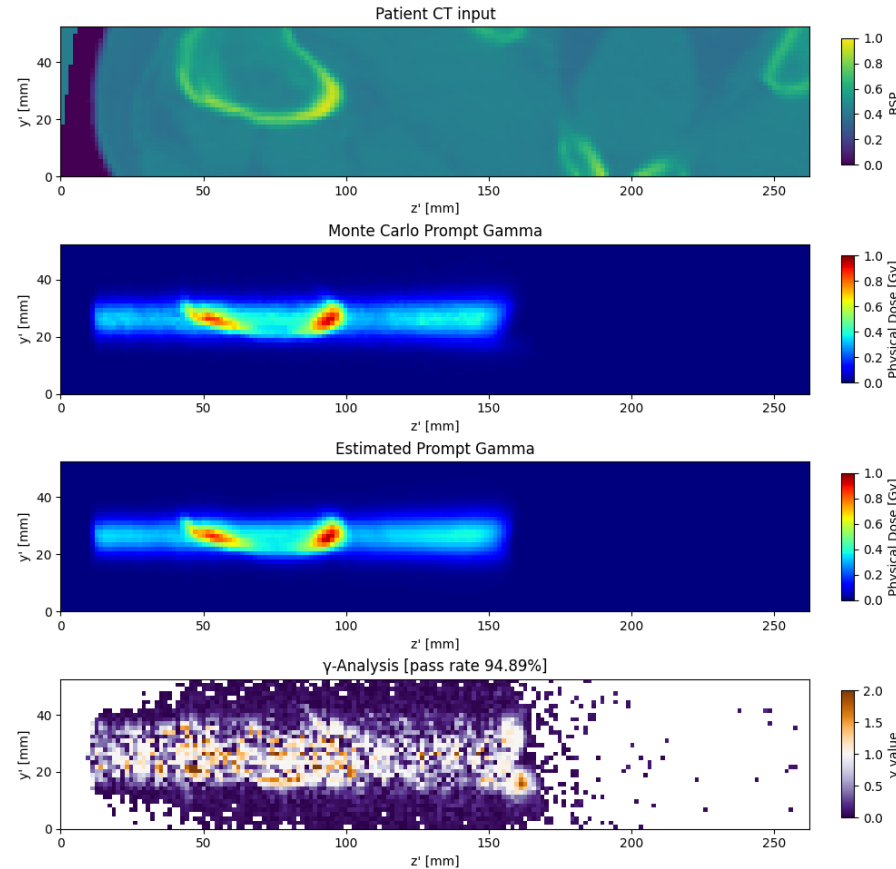 Patient CT input
40
20
0
y' [mm]
0 50 100 150 200 250
z' [mm]
1.0
0.8
0.6
0.4
0.2
0.0
RSP
Monte Carlo Prompt Gamma
40
20
0
y' [mm]
0 50 100 150 200 250
z' [mm]
1.0
0.8
0.6
0.4
0.2
0.0
Physical Dose [Gy]
Estimated Prompt Gamma
40
20
0
y' [mm]
0 50 100 150 200 250
z' [mm]
1.0
0.8
0.6
0.4
0.2
0.0
Physical Dose [Gy]
γ-Analysis [pass rate 94.89%]
40
20
0
y' [mm]
0 50 100 150 200 250
z' [mm]
2.0
1.5
1.0
0.5
0.0
γ value